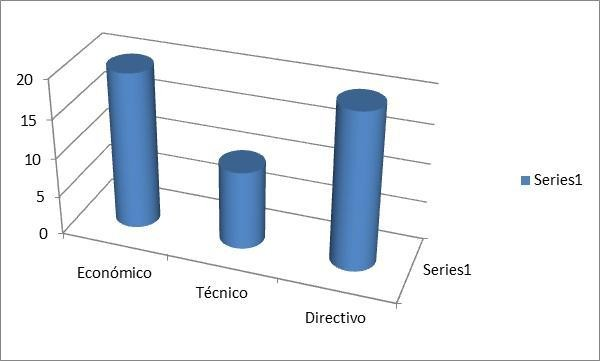 20
15
10
5
0
Económico
Técnico
Directivo
Series1
Series1